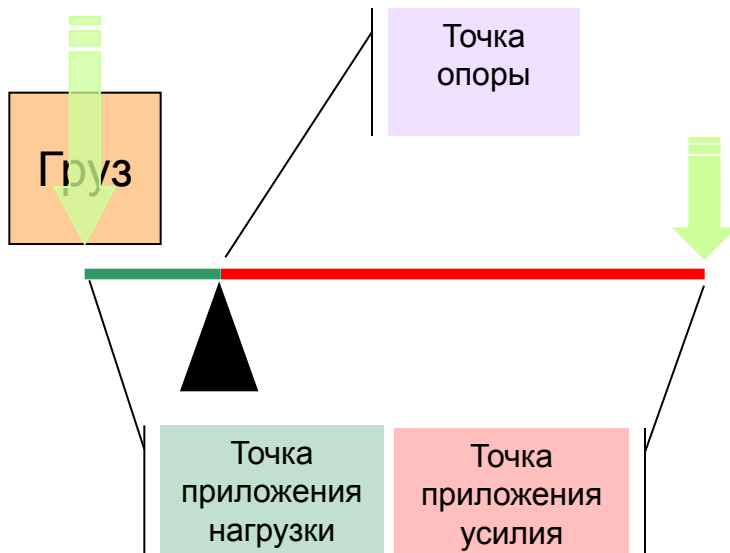 Точка
опоры
Груз
Точка
приложения
нагрузки
Точка
приложения
усилия